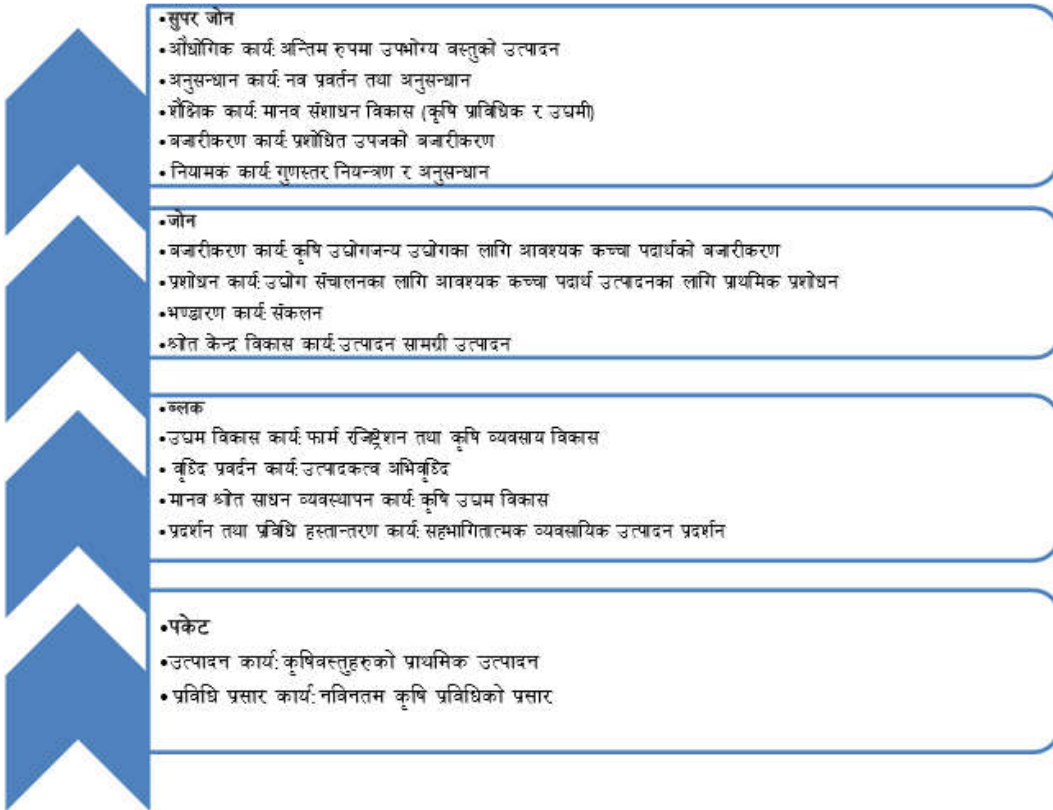 •सुपर जोन
•औधोगिक कार्य: अन्तिम रुपमा उपभोग्य वस्तुको उत्पादन
•अनुसन्धान कार्य: नव प्रवर्तन तथा अनुसन्धान
•शैक्षिक कार्य: मानव संशाधन विकास (कृषि प्राविधिक र उद्यमी)
•बजारीकरण कार्य: प्रशोधित उपजको बजारीकरण
• नियामक कार्य: गुणस्तर नियन्त्रण र अनुसन्धान
•जोन
•बजारीकरण कार्य: कृषि उद्योगजन्य उद्योगका लागि आवश्यक कच्चा पदार्थको बजारीकरण
•प्रशोधन कार्य: उद्योग संचालनका लागि आवश्यक कच्चा पदार्थ उत्पादनका लागि प्राथमिक प्रशोधन
•भण्डारण कार्य: संकलन
•श्रोत केन्द्र विकास कार्य: उत्पादन सामग्री उत्पादन
•ब्लक
•उद्यम विकास कार्य: फार्म रजिष्ट्रेशन तथा कृषि व्यवसाय विकास
• वृध्दि प्रवर्दन कार्य: उत्पादकत्व अभिवृध्दि
•मानव श्रोत साधन व्यवस्थापन कार्य: कृषि उद्यम विकास
•प्रदर्शन तथा प्रविधि हस्तान्तरण कार्य: सहभागितात्मक व्यवसायिक उत्पादन प्रदर्शन
•पकेट
•उत्पादन कार्य: कृषिवस्तुहरुको प्राथमिक उत्पादन
• प्रविधि प्रसार कार्य: नविनतम कृषि प्रविधिको प्रसार